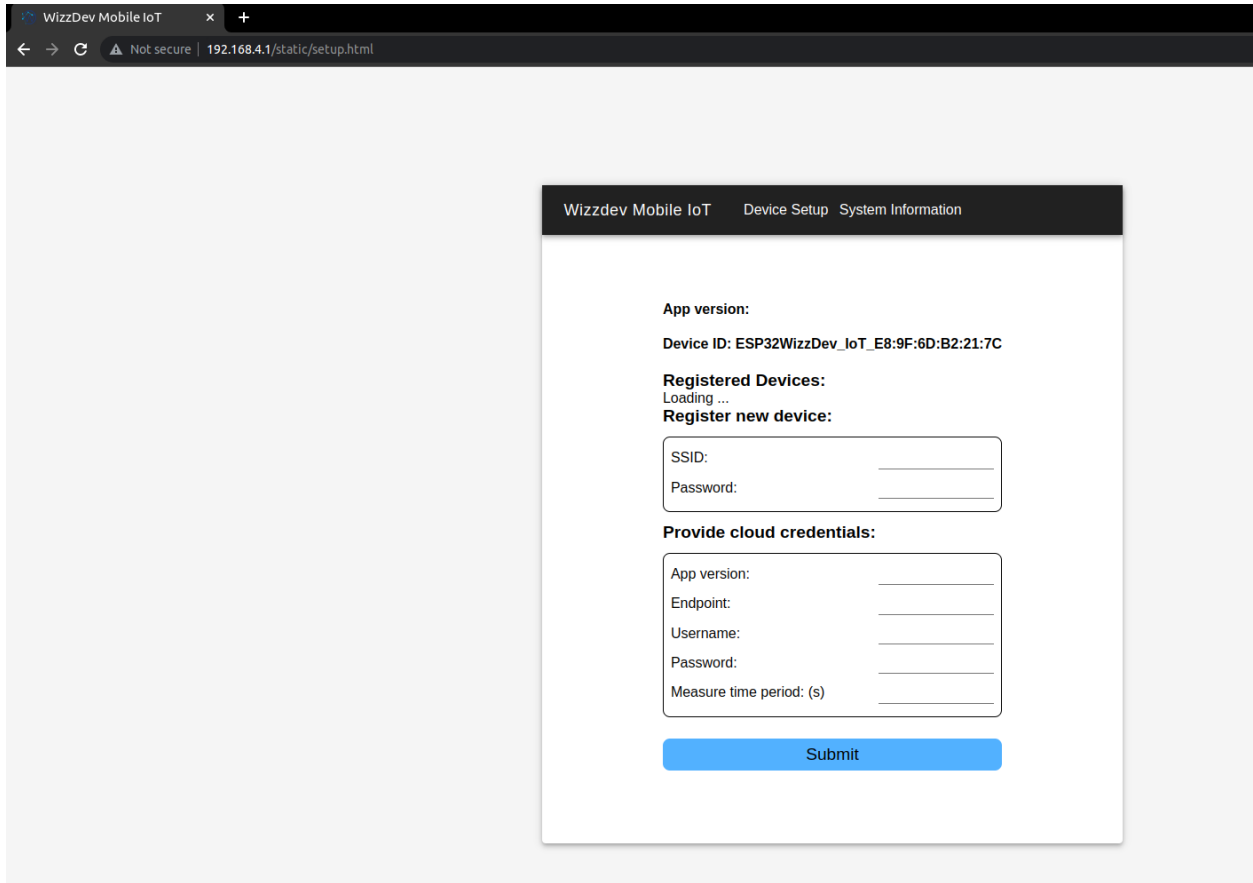 WizzDev Mobile IoT × +
Not secure | 192.168.4.1/static/setup.html
Wizzdev Mobile IoT Device Setup System Information
App version:
Device ID: ESP32WizzDev_IoT_E8:9F:6D:B2:21:7C
Registered Devices:
Loading ...
Register new device:
SSID:
Password:
Provide cloud credentials:
App version:
Endpoint:
Username:
Password:
Measure time period: (s)
Submit